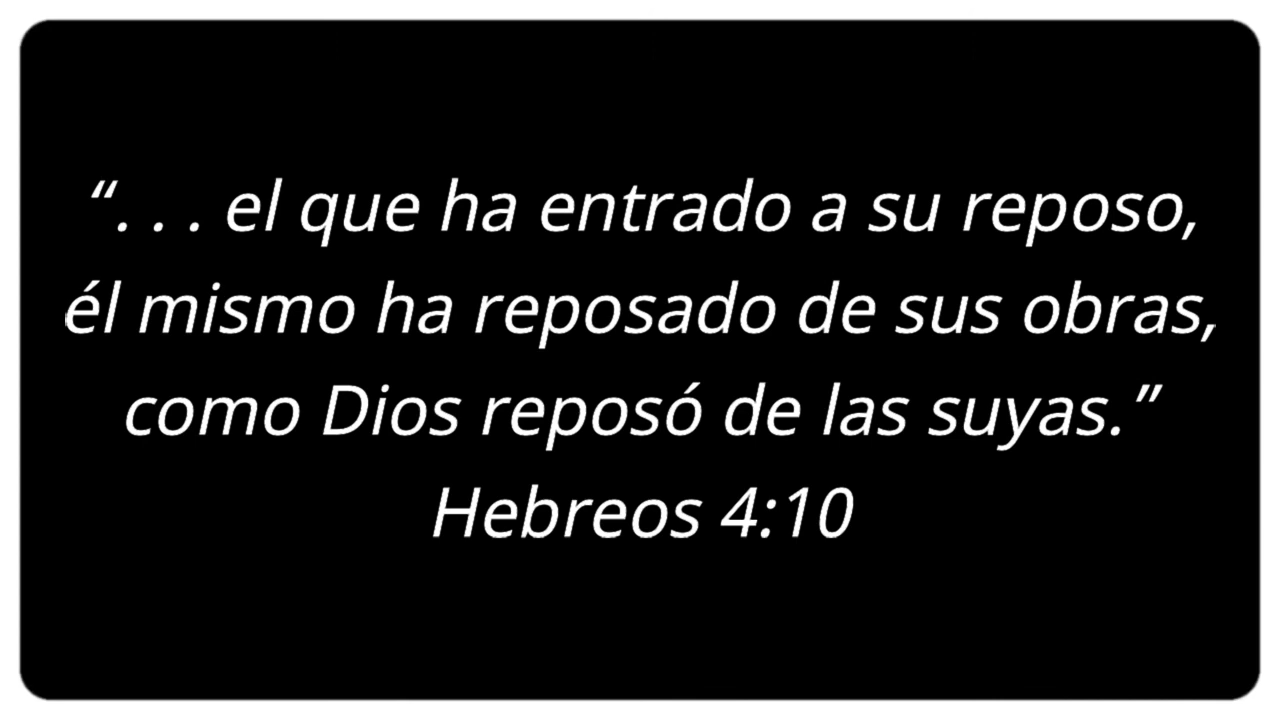 “. . . el que ha entrado a su reposo,
él mismo ha reposado de sus obras,
como Dios reposó de las suyas.”
Hebreos 4:10